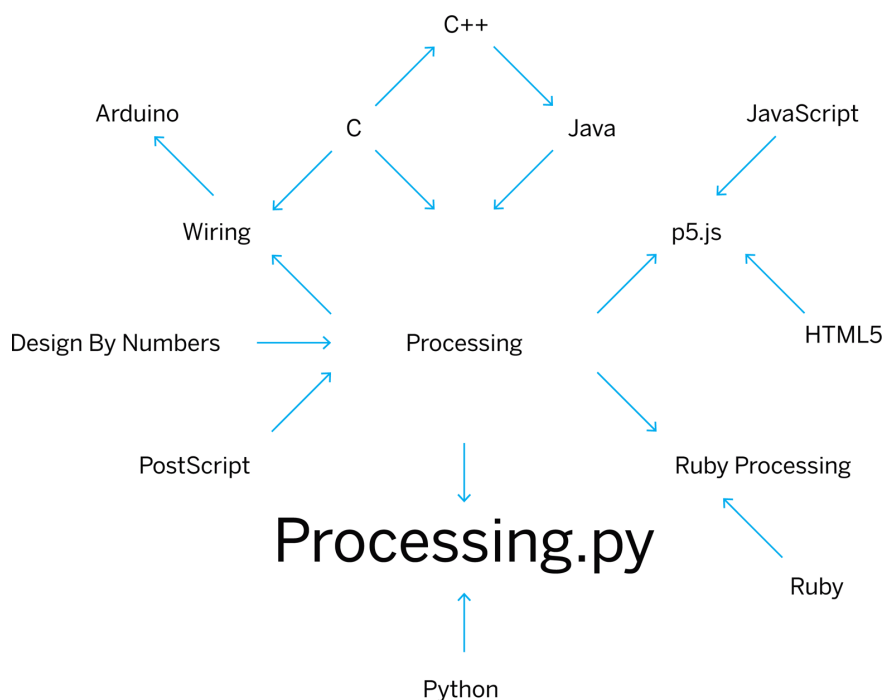 C++
Arduino
C
Java
JavaScript
Wiring
p5.js
Design By Numbers
Processing
HTML5
PostScript
Ruby Processing
Processing.py
Ruby
Python